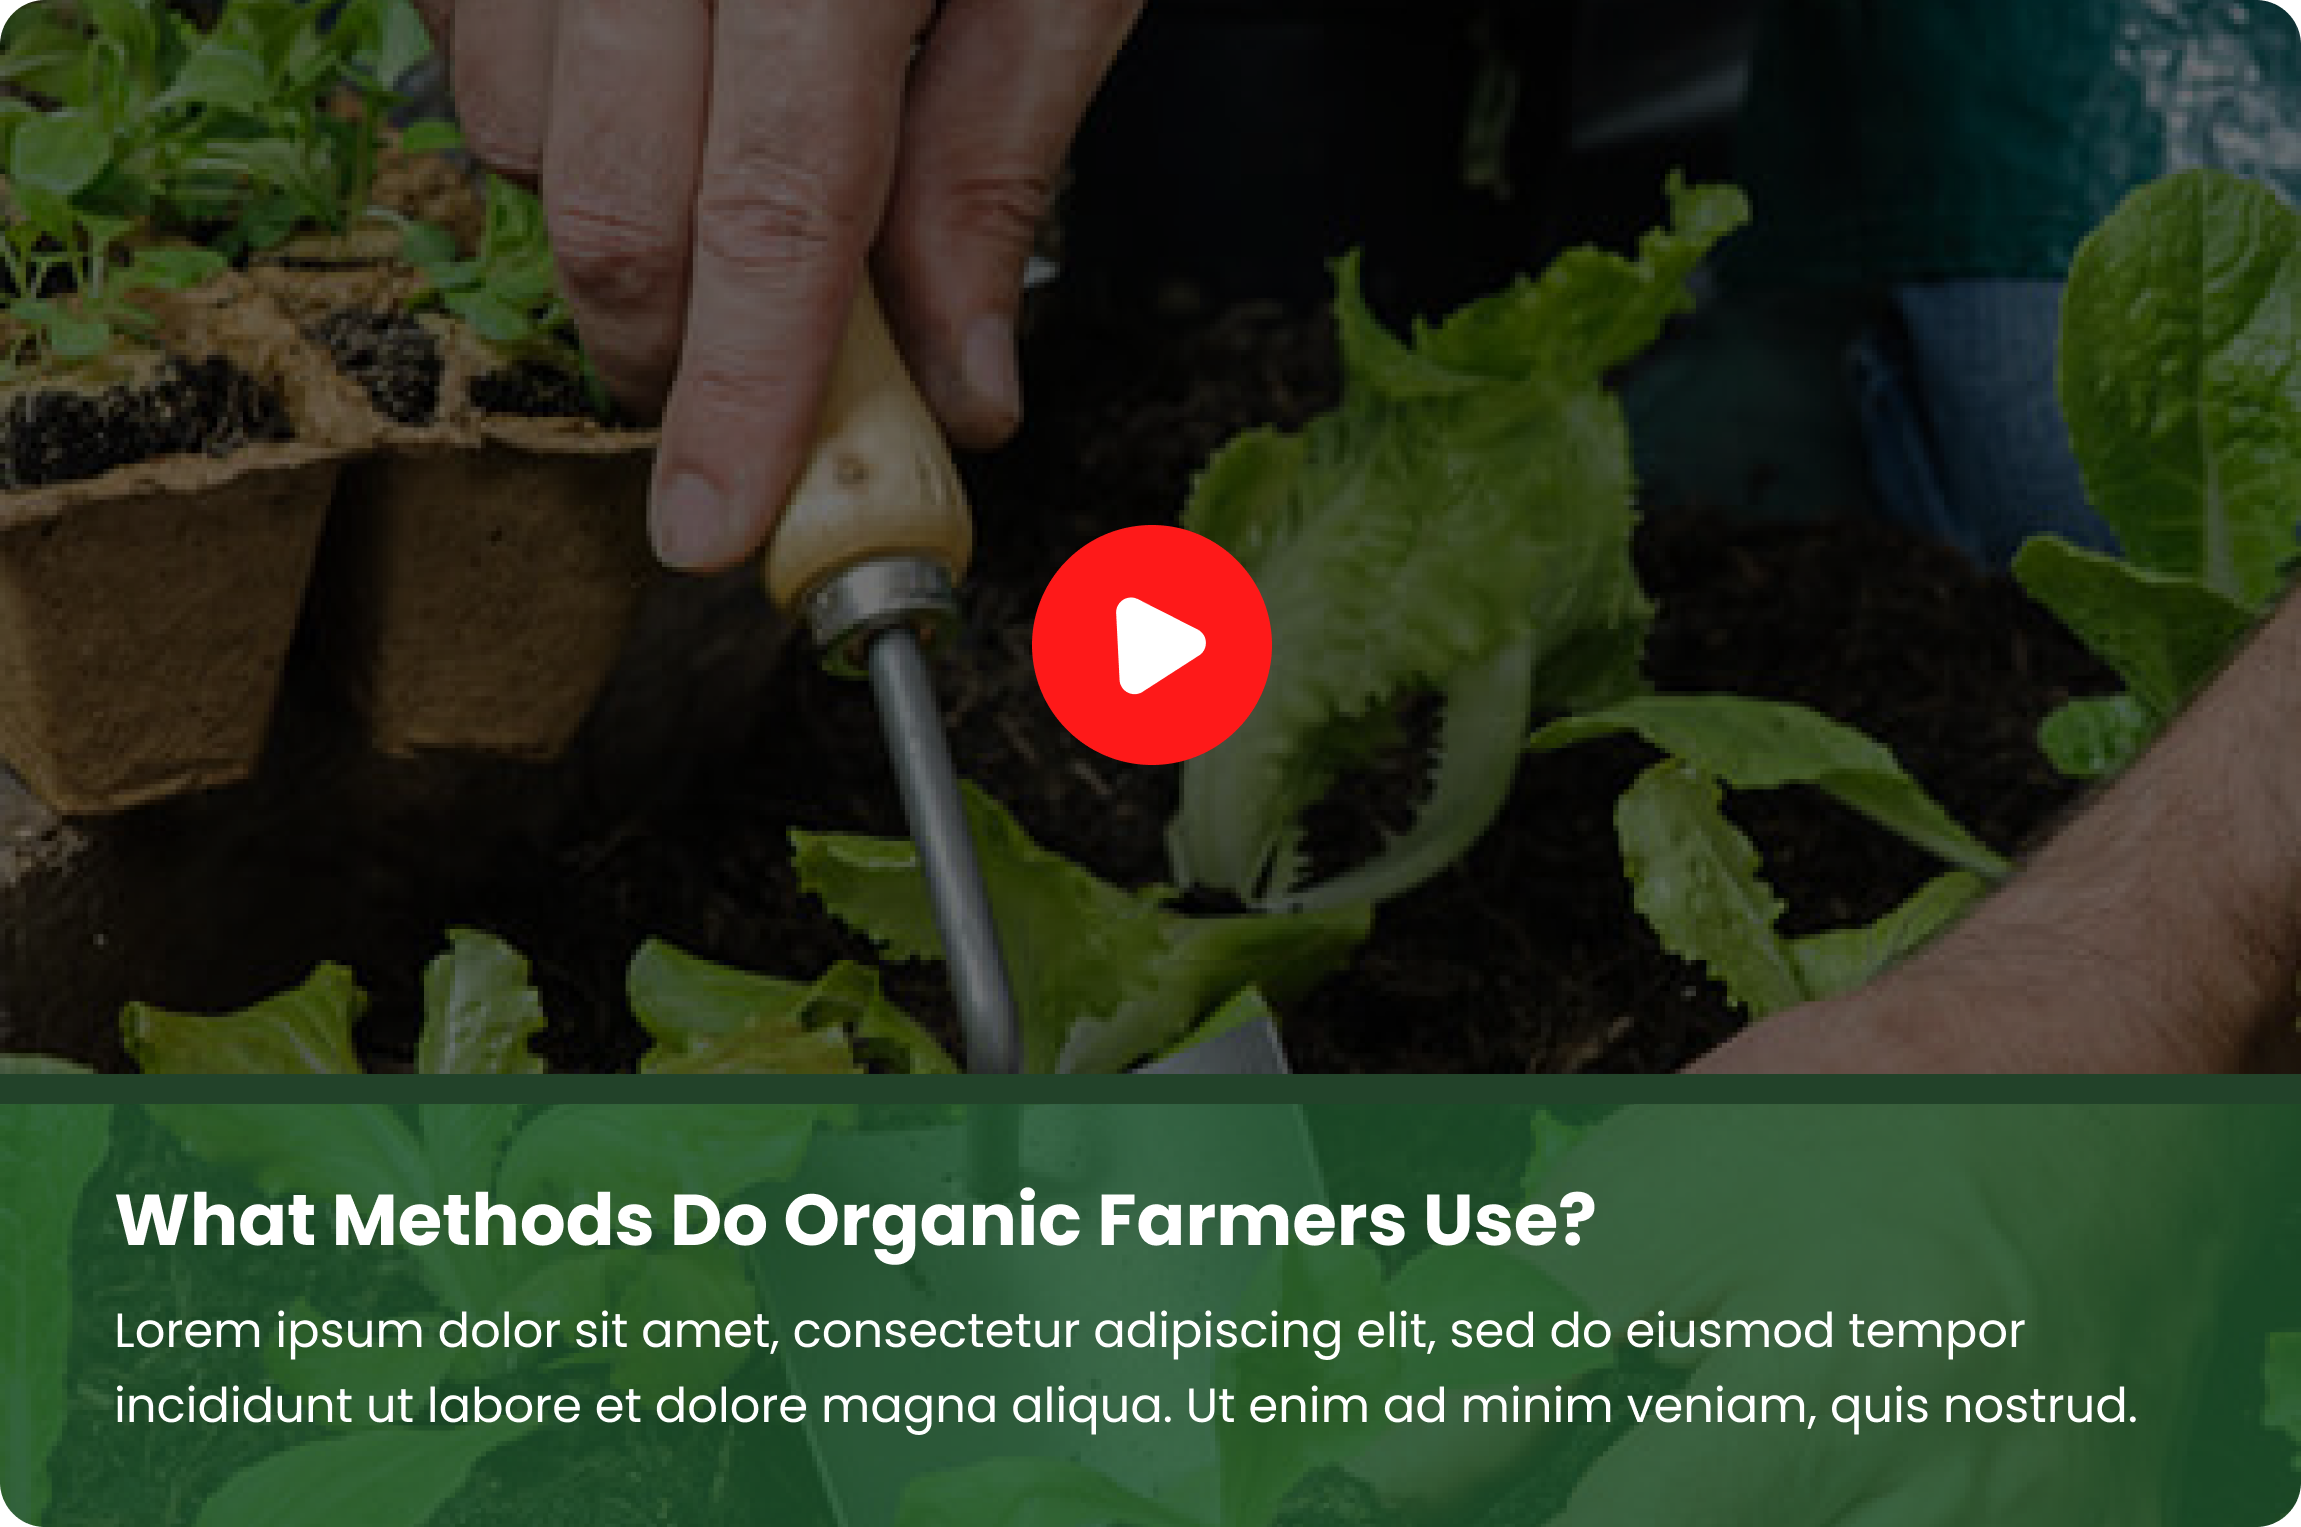 What Methods Do Organic Farmers Use?
Lorem ipsum dolor sit amet, consectetur adipiscing elit, sed do eiusmod tempor
incididunt ut labore et dolore magna aliqua. Ut enim ad minim veniam, quis nostrud.